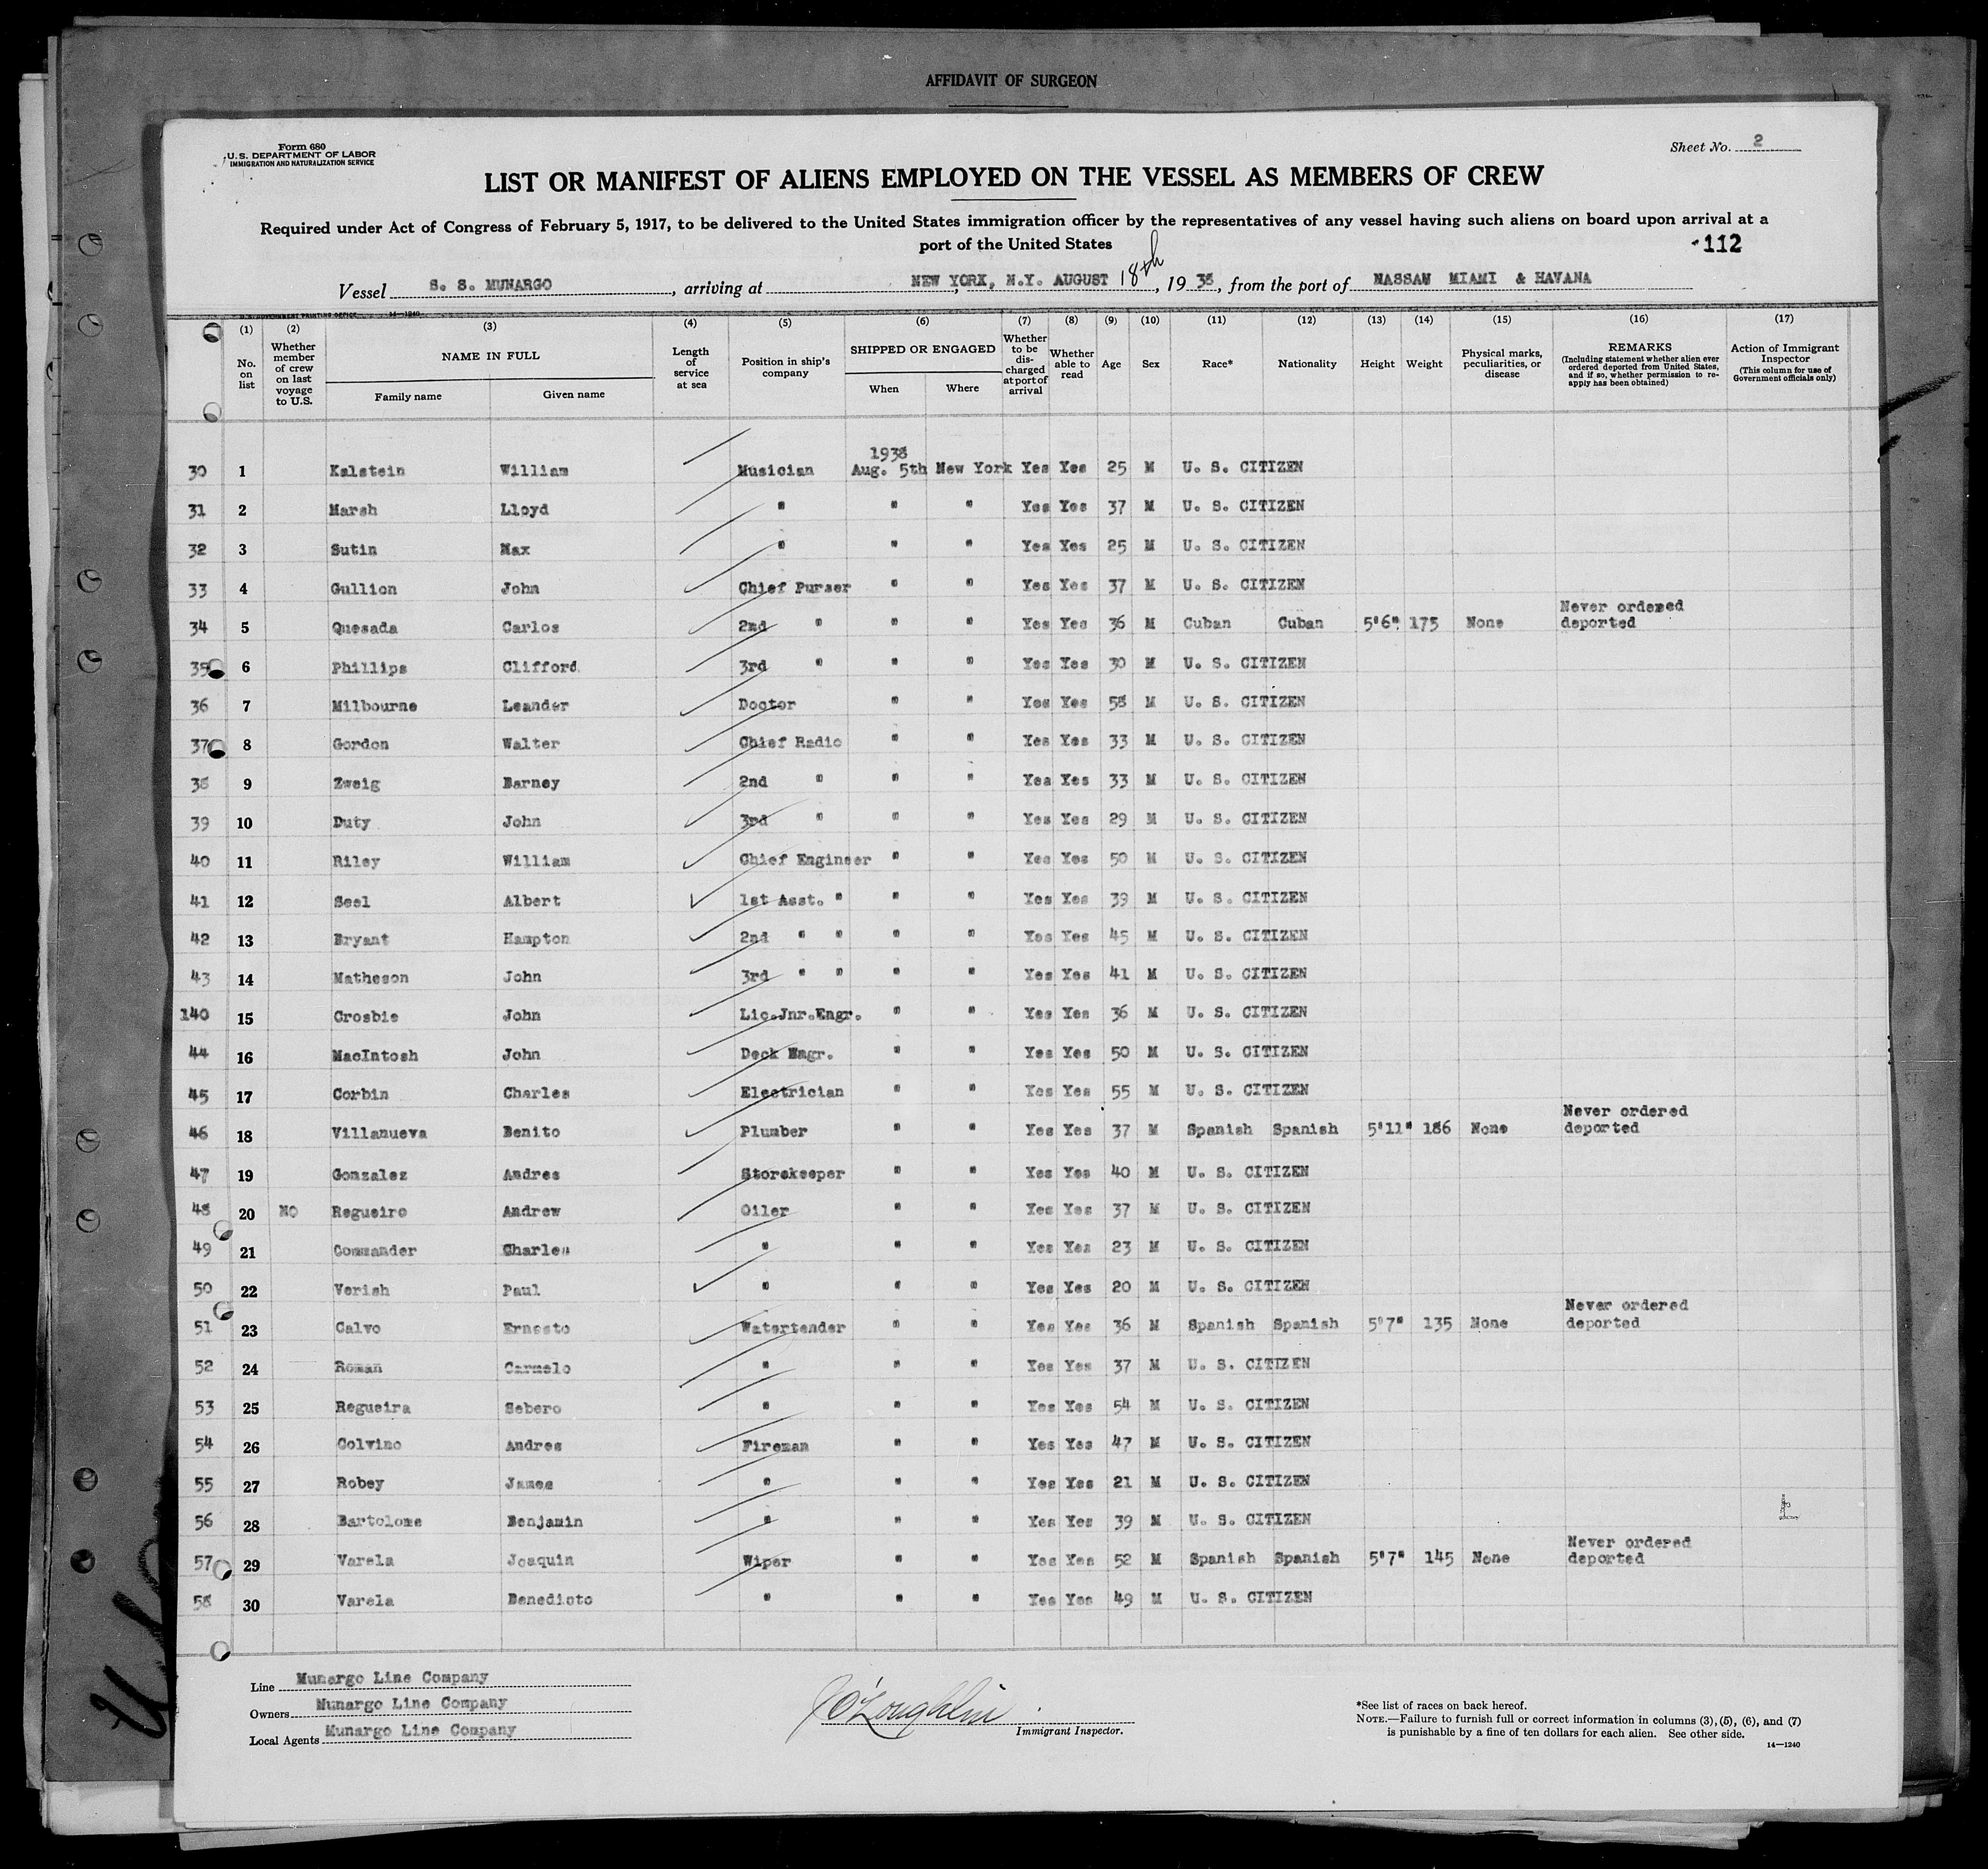 AFFIDAVIT OF SURGEON
Form 680
U. S. DEPARTMENT OF LABOR
IMMIGRATION AND NATURALIZATION SERVICE
Sheet No. 2
LIST OR MANIFEST OF ALIENS EMPLOYED ON THE VESSEL AS MEMBERS OF CREW
Required under Act of Congress of February 5, 1917, to be delivered to the United States immigration officer by the representatives of any vessel having such aliens on board upon arrival at a
port of the United States
112
Vessel S. S. MUNARGO, arriving at NEW YORK, N.Y. AUGUST 18th, 1938, from the port of NASSAU MIAMI & HAVANA
GOVERNMENT PRINTING OFFICE 14—1240
(1) (2) (3) (4) (5) (6) (7) (8) (9) (10) (11) (12) (13) (14) (15) (16) (17)
No. on list
Whether member of crew on last voyage to U.S.
NAME IN FULL
Family name
Given name
Length of service at sea
Position in ship's company
SHIPPED OR ENGAGED
When
Where
Whether to be discharged at port of arrival
Whether able to read
Age
Sex
Race*
Nationality
Height
Weight
Physical marks, peculiarities, or disease
REMARKS
(Including statement whether alien ever ordered deported from United States, and if so, whether permission to re-apply has been obtained)
Action of Immigrant Inspector
(This column for use of Government officials only)
1938
30 1 Kalstein William Musician Aug. 5th New York Yes Yes 25 M U. S. CITIZEN
31 2 Marsh Lloyd " " " Yes Yes 37 M U. S. CITIZEN
32 3 Sutin Max " " " Yes Yes 25 M U. S. CITIZEN
33 4 Gullion John Chief Purser " " Yes Yes 37 M U. S. CITIZEN
34 5 Quesada Carlos 2nd " " " Yes Yes 36 M Cuban Cuban 5'6" 175 None Never ordered deported
35 6 Phillips Clifford 3rd " " " Yes Yes 30 M U. S. CITIZEN
36 7 Milbourne Leander Doctor " " Yes Yes 58 M U. S. CITIZEN
37 8 Gordon Walter Chief Radio " " Yes Yes 33 M U. S. CITIZEN
38 9 Zweig Barney 2nd " " " Yes Yes 33 M U. S. CITIZEN
39 10 Duty John 3rd " " " Yes Yes 29 M U. S. CITIZEN
40 11 Riley William Chief Engineer " " Yes Yes 50 M U. S. CITIZEN
41 12 Seel Albert 1st Asst. " " " Yes Yes 39 M U. S. CITIZEN
42 13 Bryant Hampton 2nd " " " " Yes Yes 45 M U. S. CITIZEN
43 14 Matheson John 3rd " " " " Yes Yes 41 M U. S. CITIZEN
140 15 Crosbie John Lic.Jnr.Engr. " " Yes Yes 36 M U. S. CITIZEN
44 16 MacIntosh John Deck Engr. " " Yes Yes 50 M U. S. CITIZEN
45 17 Corbin Charles Electrician " " Yes Yes 55 M U. S. CITIZEN
46 18 Villanueva Benito Plumber " " Yes Yes 37 M Spanish Spanish 5'11" 186 None Never ordered deported
47 19 Gonzalez Andres Storekeeper " " Yes Yes 40 M U. S. CITIZEN
48 20 NO Regueiro Andrew Oiler " " Yes Yes 37 M U. S. CITIZEN
49 21 Commander Charles " " " Yes Yes 23 M U. S. CITIZEN
50 22 Verish Paul " " " Yes Yes 20 M U. S. CITIZEN
51 23 Calvo Ernesto Watertender " " Yes Yes 36 M Spanish Spanish 5'7" 135 None Never ordered deported
52 24 Roman Carmelo " " " Yes Yes 37 M U. S. CITIZEN
53 25 Regueira Sebero " " " Yes Yes 54 M U. S. CITIZEN
54 26 Colvino Andres Fireman " " Yes Yes 47 M U. S. CITIZEN
55 27 Robey James " " " Yes Yes 21 M U. S. CITIZEN
56 28 Bartolome Benjamin " " " Yes Yes 39 M U. S. CITIZEN
57 29 Varela Joaquin Wiper " " Yes Yes 52 M Spanish Spanish 5'7" 145 None Never ordered deported
58 30 Varela Benedicto " " " Yes Yes 49 M U. S. CITIZEN
Line Munargo Line Company
Owners Munargo Line Company
Local Agents Munargo Line Company
O'Loughlin
Immigrant Inspector.
*See list of races on back hereof.
NOTE.—Failure to furnish full or correct information in columns (3), (5), (6), and (7)
is punishable by a fine of ten dollars for each alien. See other side.
14—1240